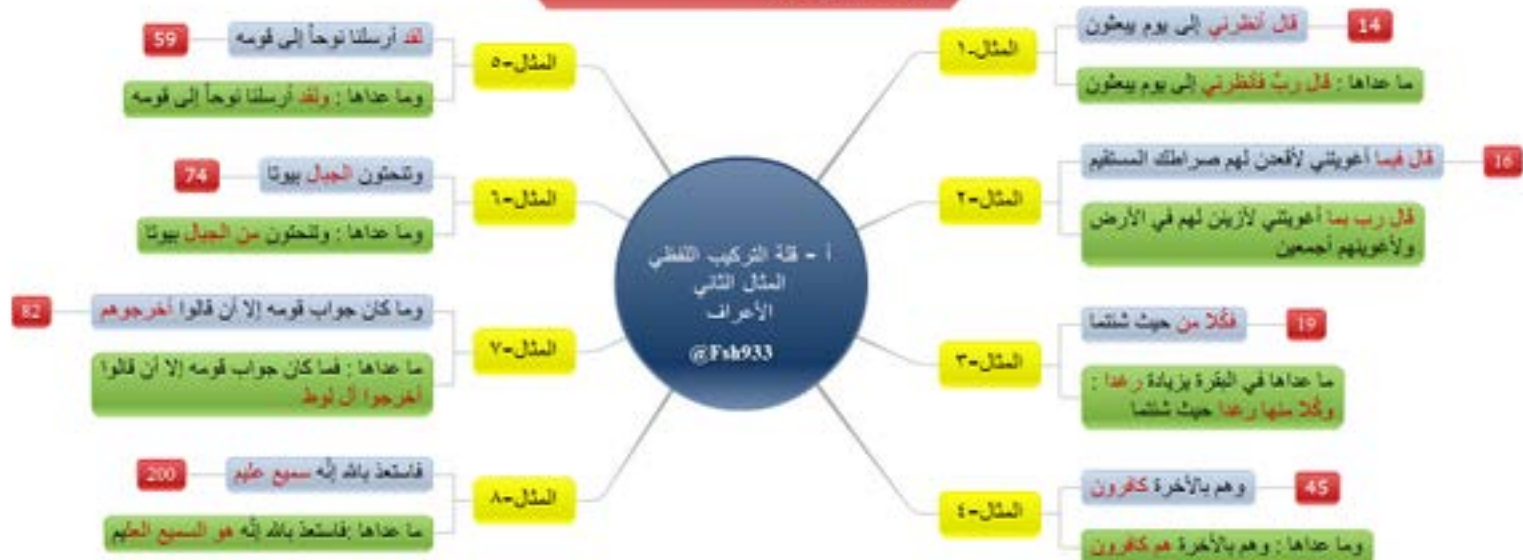 أ - قلة التركيب اللفظي
المثال الثاني
الأعراف
@Fsh933
المثال-١
14
قال أنظرني إلى يوم يبعثون
ما عداها : قال ربّ فأنظرني إلى يوم يبعثون
المثال-٢
16
قال فبما أغويتني لأقعدن لهم صراطك المستقيم
قال رب بما أغويتني لأزينن لهم في الأرض
ولأغوينهم أجمعين
المثال-٣
19
فكُلا من حيث شئتما
ما عداها في البقرة بزيادة رغدا :
وكُلا منها رغدا حيث شئتما
المثال-٤
45
وهم بالآخرة كافرون
وما عداها : وهم بالآخرة هم كافرون
المثال-٥
59
لقد أرسلنا نوحاً إلى قومه
وما عداها : ولقد أرسلنا نوحاً إلى قومه
المثال-٦
74
وتنحتون الجبال بيوتا
وما عداها : وتنحتون من الجبال بيوتا
المثال-٧
82
وما كان جواب قومه إلا أن قالوا أخرجوهم
ما عداها : فما كان جواب قومه إلا أن قالوا
أخرجوا آل لوط
المثال-٨
200
فاستعذ بالله إنّه سميع عليم
ما عداها :فاستعذ بالله إنّه هو السميع العليم